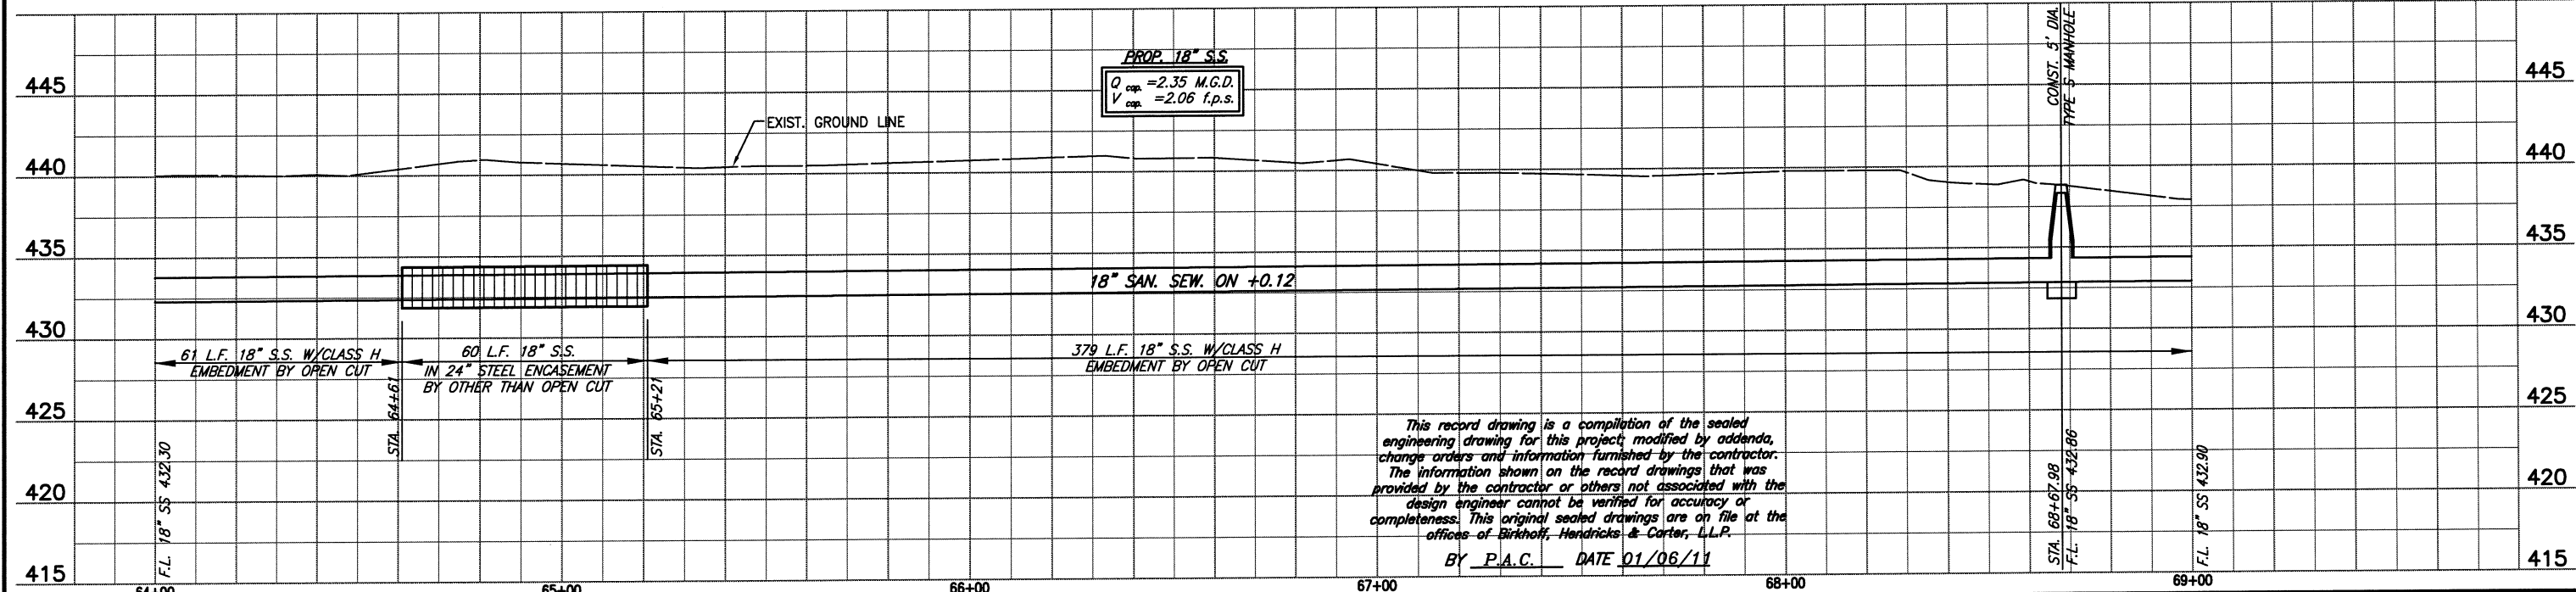 PROP. 18" S.S.
Q cap. =2.35 M.G.D.
V cap. =2.06 f.p.s.
CONST. 5' DIA.
TYPE S MANHOLE
445
445
EXIST. GROUND LINE
440
440
435
435
18" SAN. SEW. ON +0.12
430
430
61 L.F. 18" S.S. W/CLASS H
EMBEDMENT BY OPEN CUT
60 L.F. 18" S.S.
IN 24" STEEL ENCASEMENT
BY OTHER THAN OPEN CUT
379 L.F. 18" S.S. W/CLASS H
EMBEDMENT BY OPEN CUT
STA. 64+61
STA. 65+21
425
425
This record drawing is a compilation of the sealed
engineering drawing for this project; modified by addenda,
change orders and information furnished by the contractor.
The information shown on the record drawings that was
provided by the contractor or others not associated with the
design engineer cannot be verified for accuracy or
completeness. This original sealed drawings are on file at the
offices of Birkhoff, Hendricks & Carter, L.L.P.
BY P.A.C. DATE 01/06/11
F.L. 18" SS 432.30
STA. 68+67.98
F.L. 18" SS 432.86
F.L. 18" SS 432.90
420
420
415
415
64+00
65+00
66+00
67+00
68+00
69+00